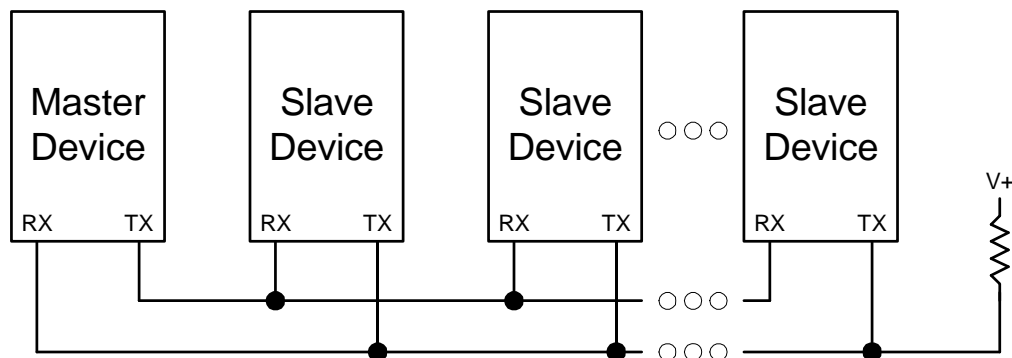 Master
Device
Slave
Device
Slave
Device
Slave
Device
RX TX
RX TX
RX TX
RX TX
V+